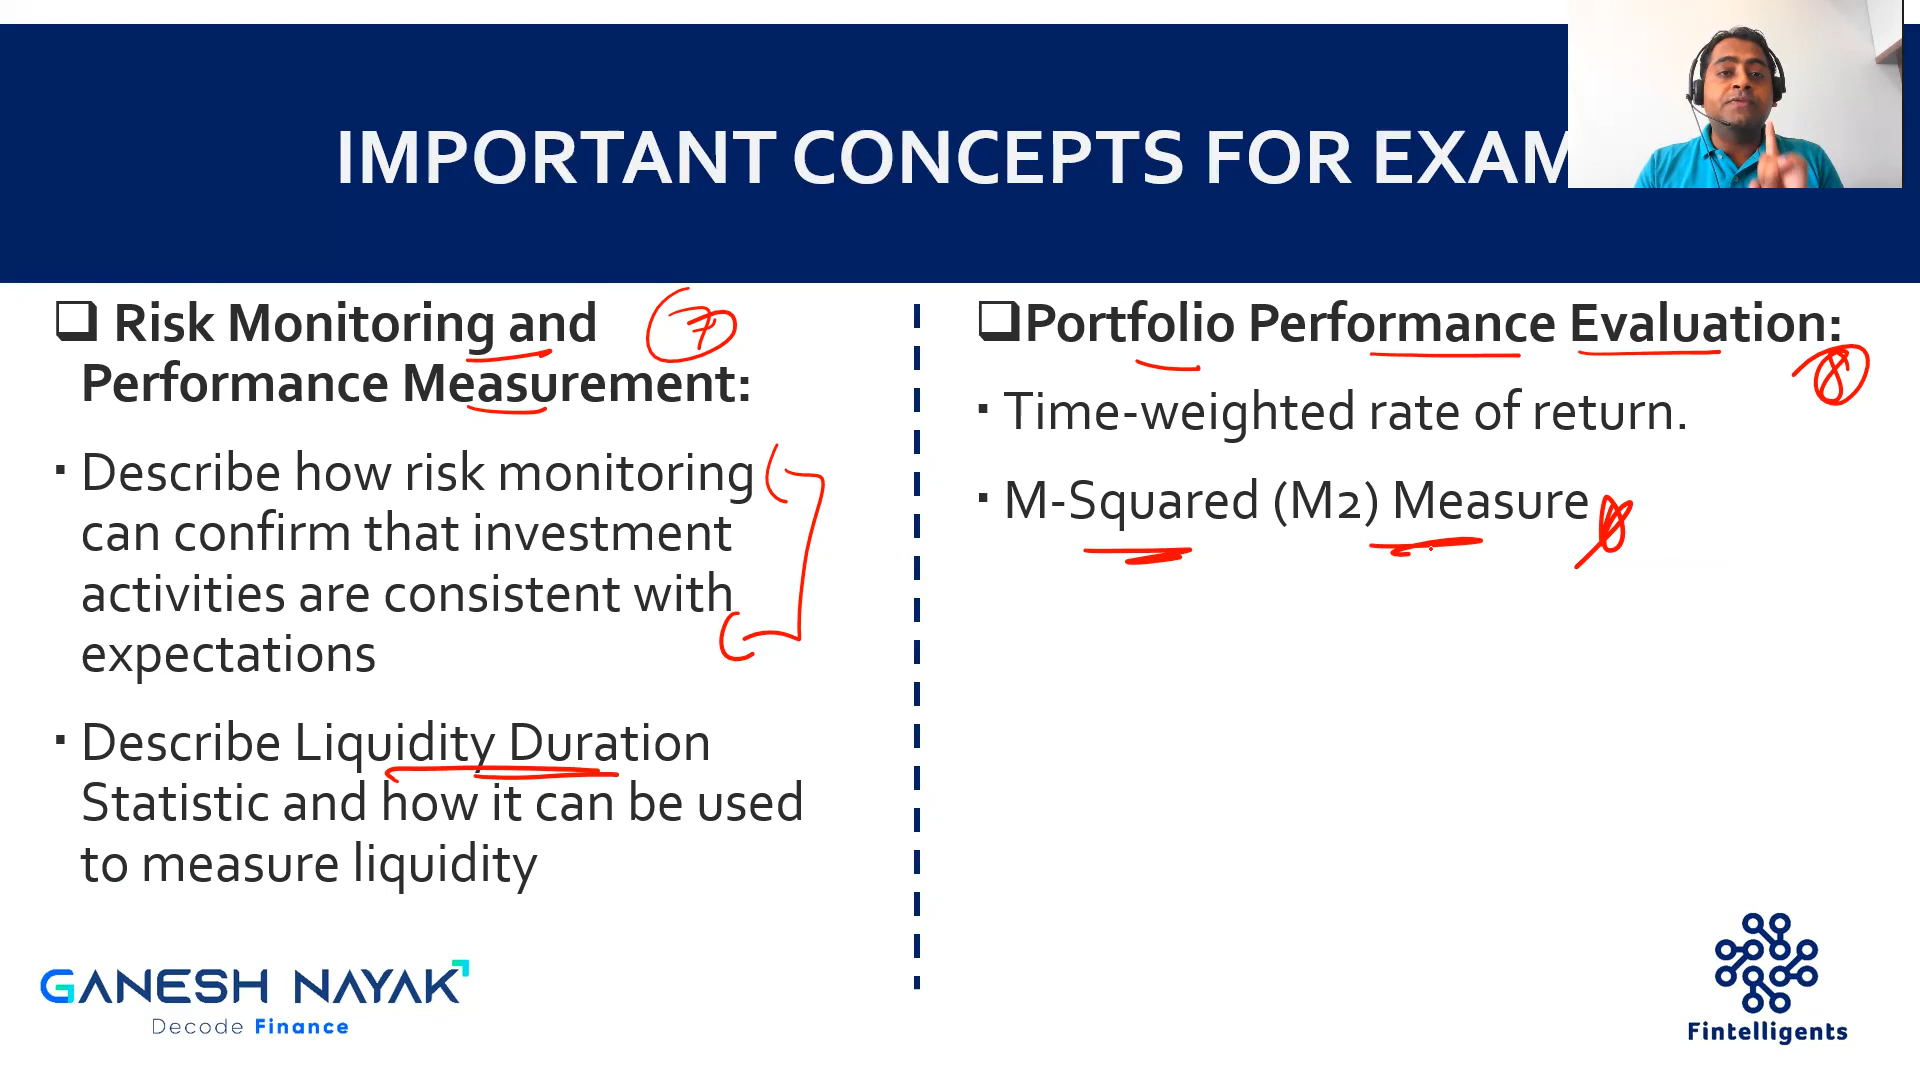 IMPORTANT CONCEPTS FOR EXAM
Risk Monitoring and
Performance Measurement:
7
Describe how risk monitoring
can confirm that investment
activities are consistent with
expectations
Describe Liquidity Duration
Statistic and how it can be used
to measure liquidity
Portfolio Performance Evaluation:
8
Time-weighted rate of return.
M-Squared (M2) Measure
GANESH NAYAK
Decode Finance
Fintelligents